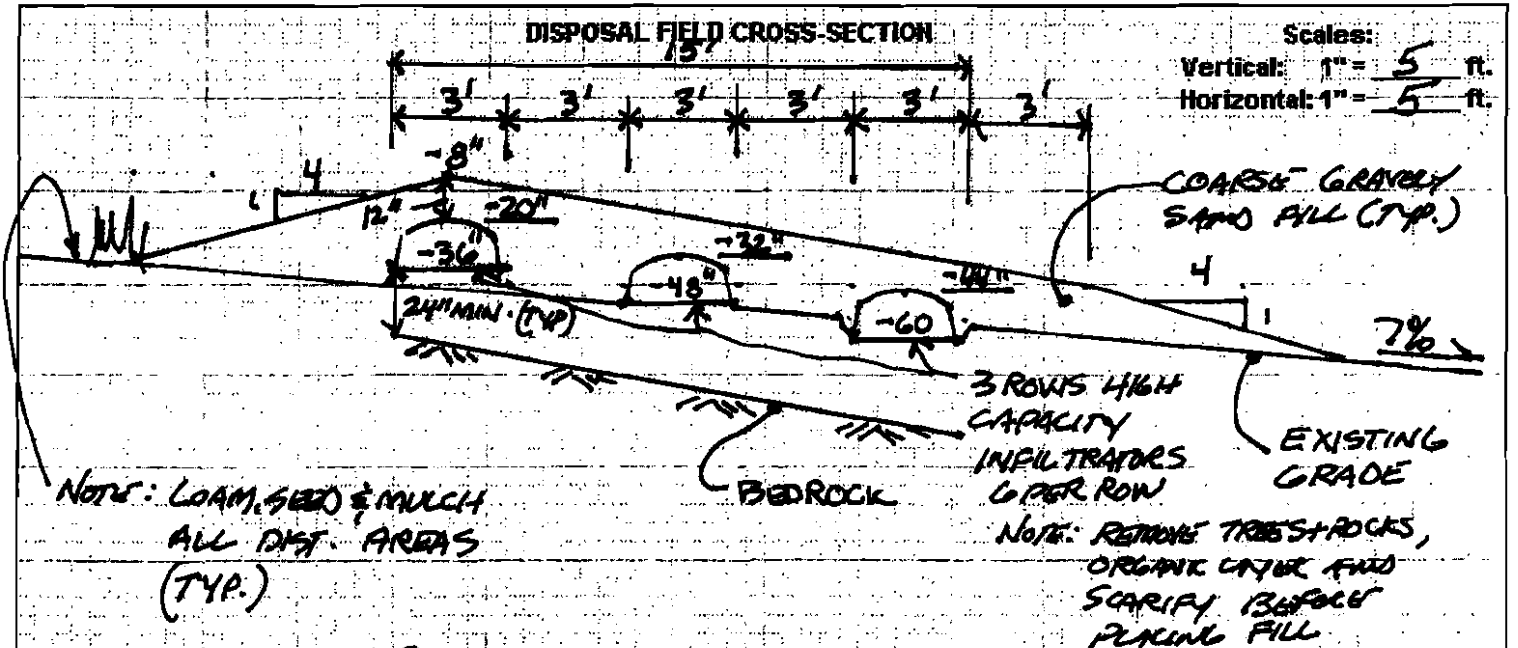 DISPOSAL FIELD CROSS-SECTION
Scales:
Vertical: 1" = 5 ft.
Horizontal: 1" = 5 ft.
15'
3' 3' 3' 3' 3' 3'
-8"
4
1
12"
-20"
-36"
-32"
-48"
-44"
-60
24" MIN. (TYP)
COARSE GRAVELY
SAND FILL (TYP.)
4
1
7%
3 ROWS HIGH
CAPACITY
INFILTRATORS
6 PER ROW
EXISTING
GRADE
BEDROCK
NOTE: LOAM, SEED & MULCH
ALL DIST. AREAS
(TYP.)
NOTE: REMOVE TREES + ROCKS,
ORGANIC LAYER AND
SCARIFY BEFORE
PLACING FILL